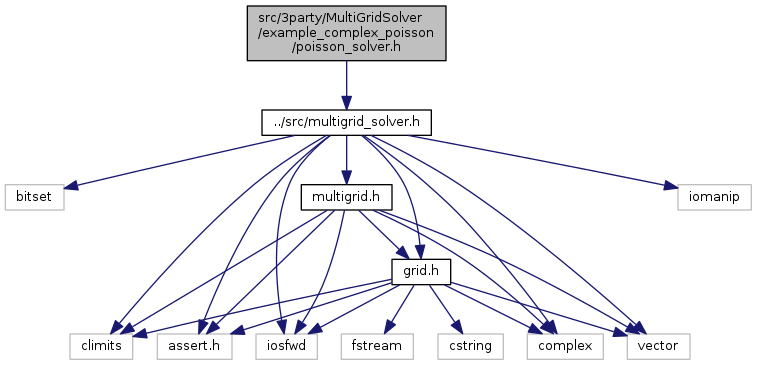 src/3party/MultiGridSolver
/example_complex_poisson
/poisson_solver.h
../src/multigrid_solver.h
bitset
multigrid.h
iomanip
grid.h
climits
assert.h
iosfwd
fstream
cstring
complex
vector